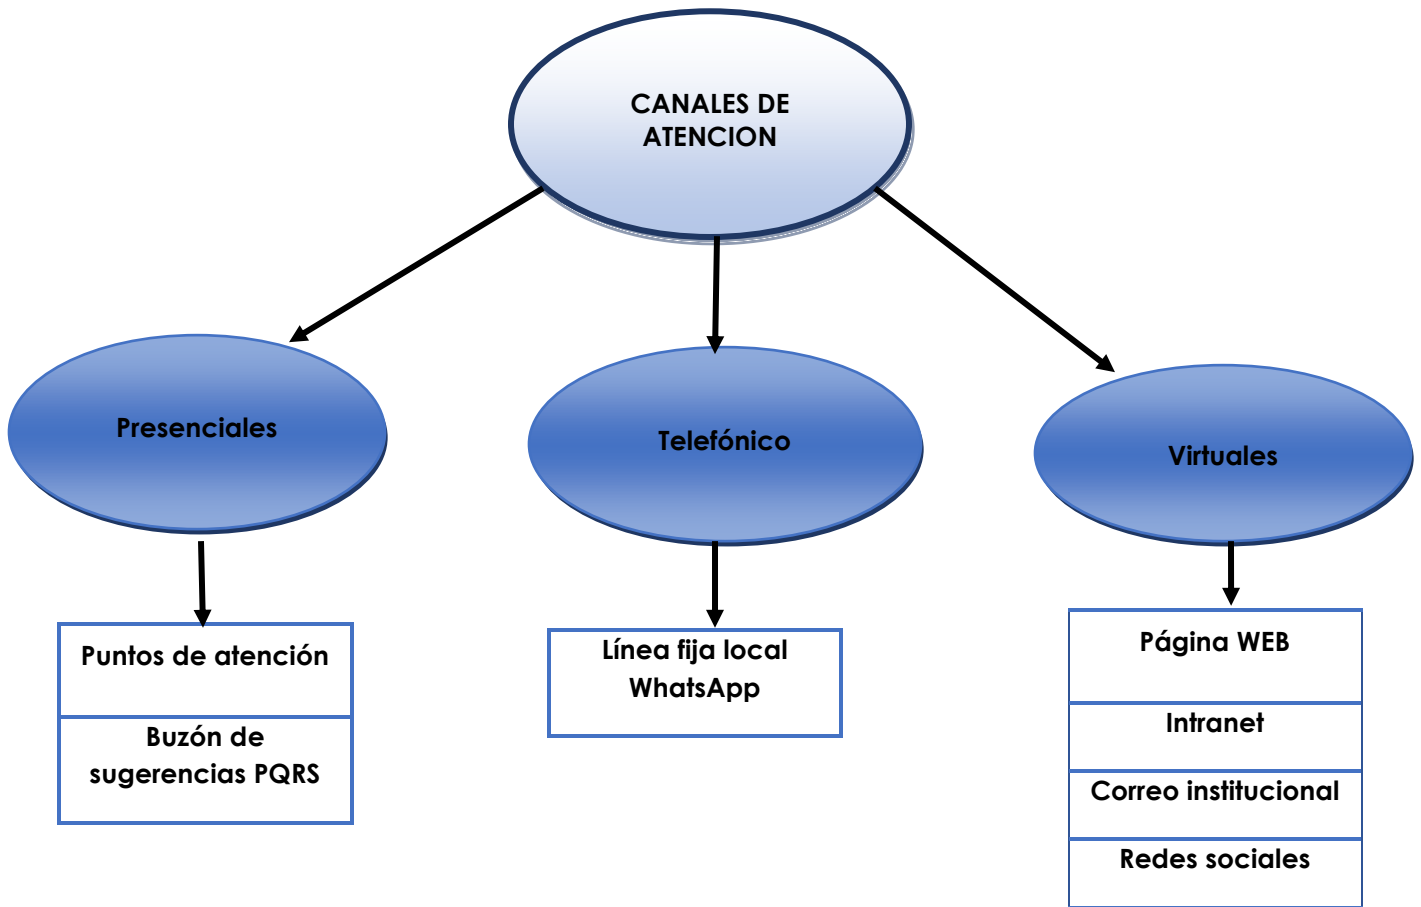 CANALES DE
ATENCION
Presenciales
Telefónico
Virtuales
Puntos de atención
Buzón de
sugerencias PQRS
Línea fija local
WhatsApp
Página WEB
Intranet
Correo institucional
Redes sociales